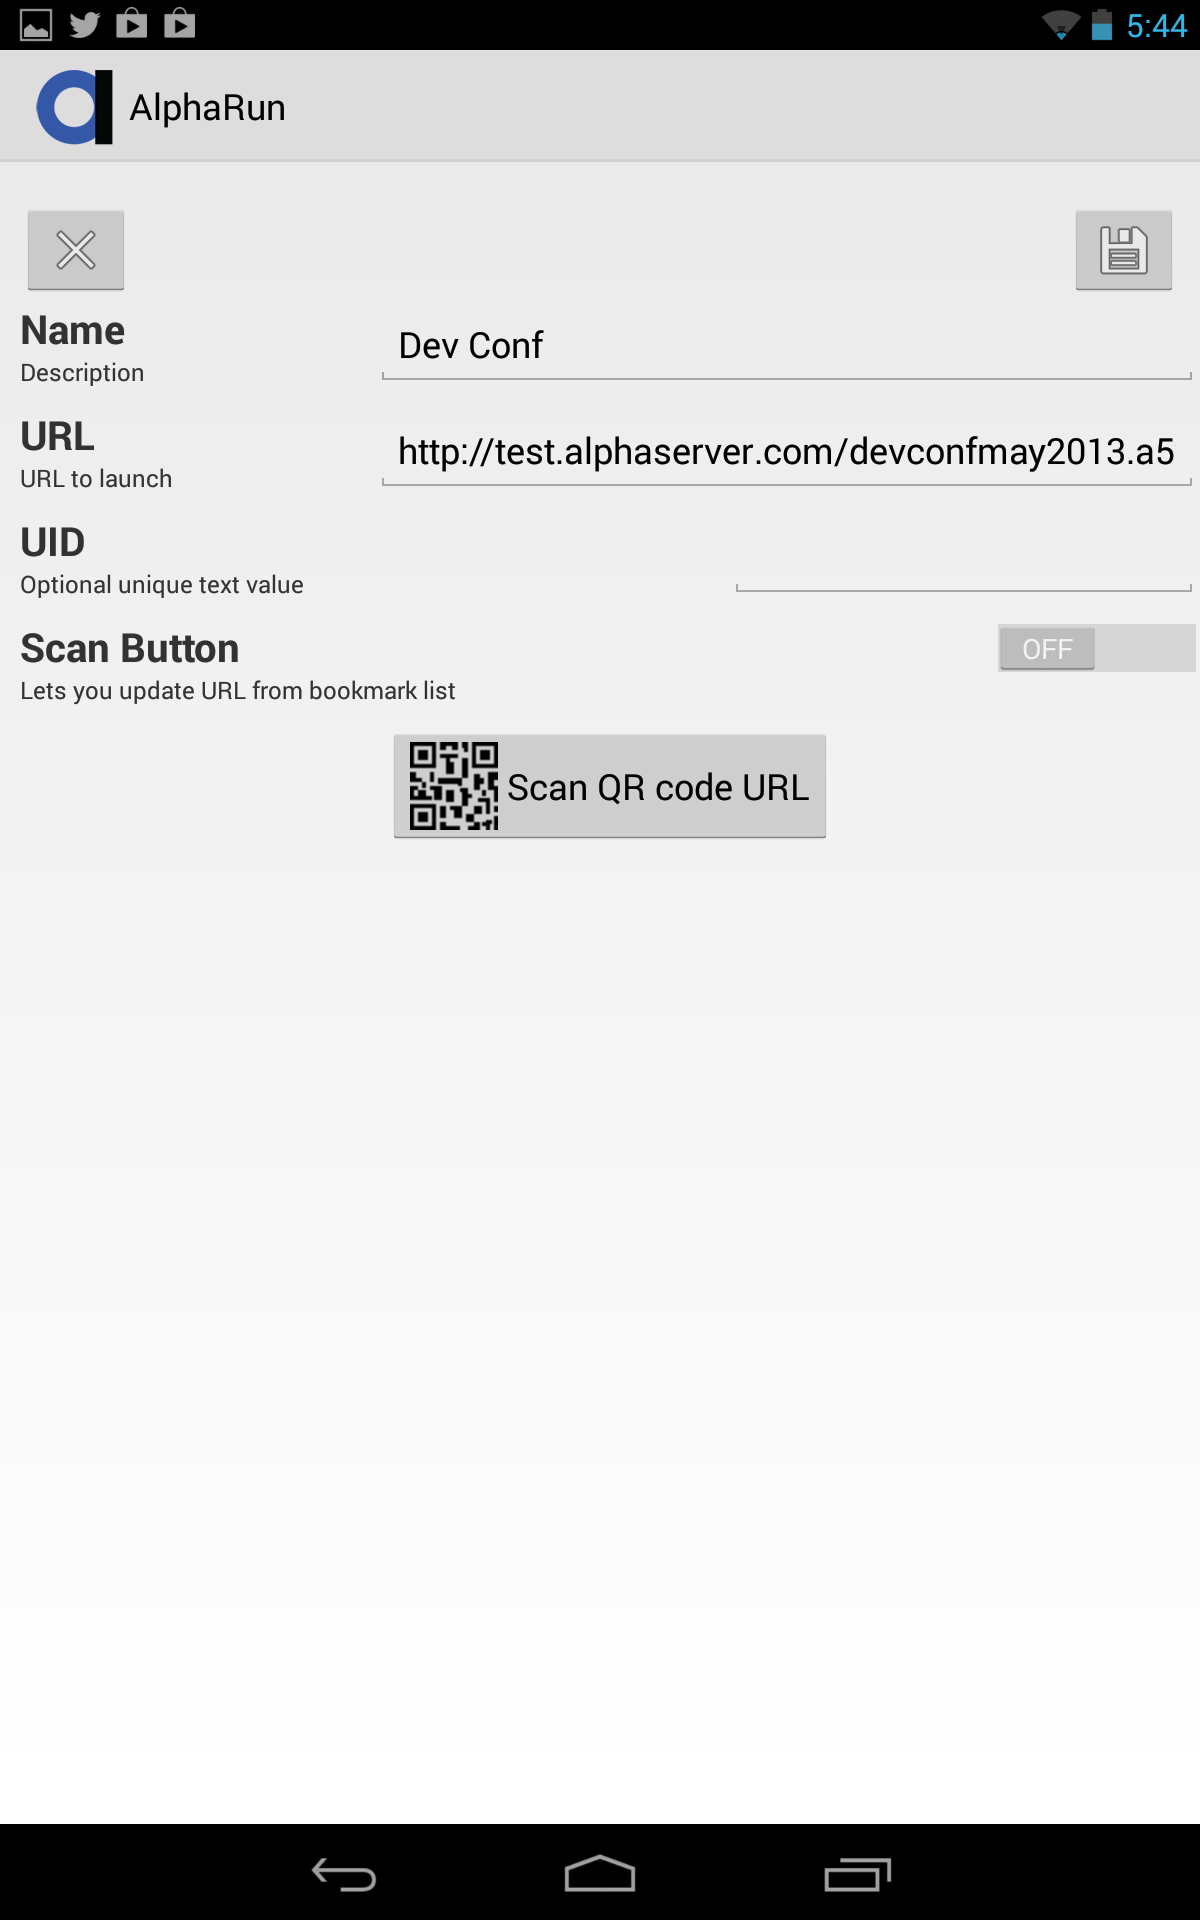 5:44
AlphaRun
Name
Dev Conf
Description
URL
http://test.alphaserver.com/devconfmay2013.a5
URL to launch
UID
Optional unique text value
Scan Button
OFF
Lets you update URL from bookmark list
Scan QR code URL